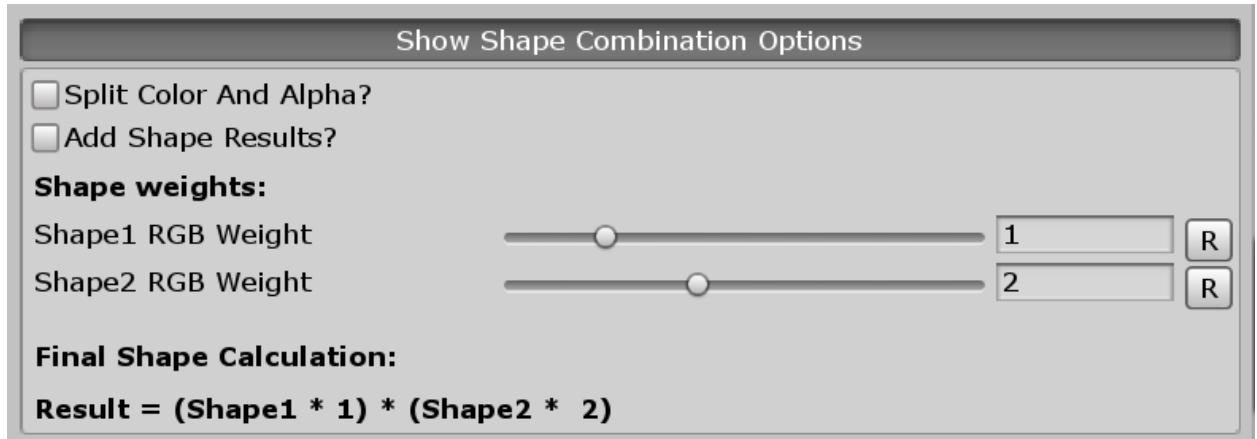 Show Shape Combination Options
Split Color And Alpha?
Add Shape Results?
Shape weights:
Shape1 RGB Weight 1 R
Shape2 RGB Weight 2 R
Final Shape Calculation:
Result = (Shape1 * 1) * (Shape2 *  2)